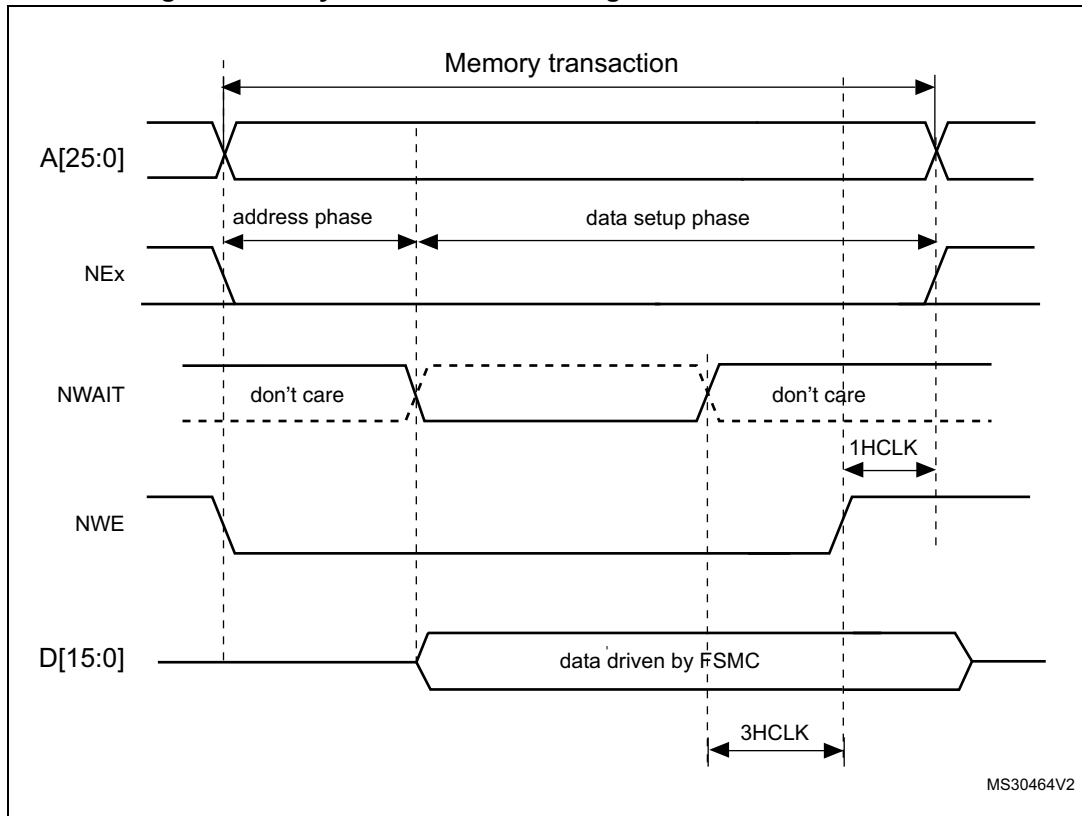 Memory transaction
A[25:0]
address phase
data setup phase
NEx
NWAIT
don't care
don't care
1HCLK
NWE
D[15:0]
data driven by FSMC
3HCLK
MS30464V2